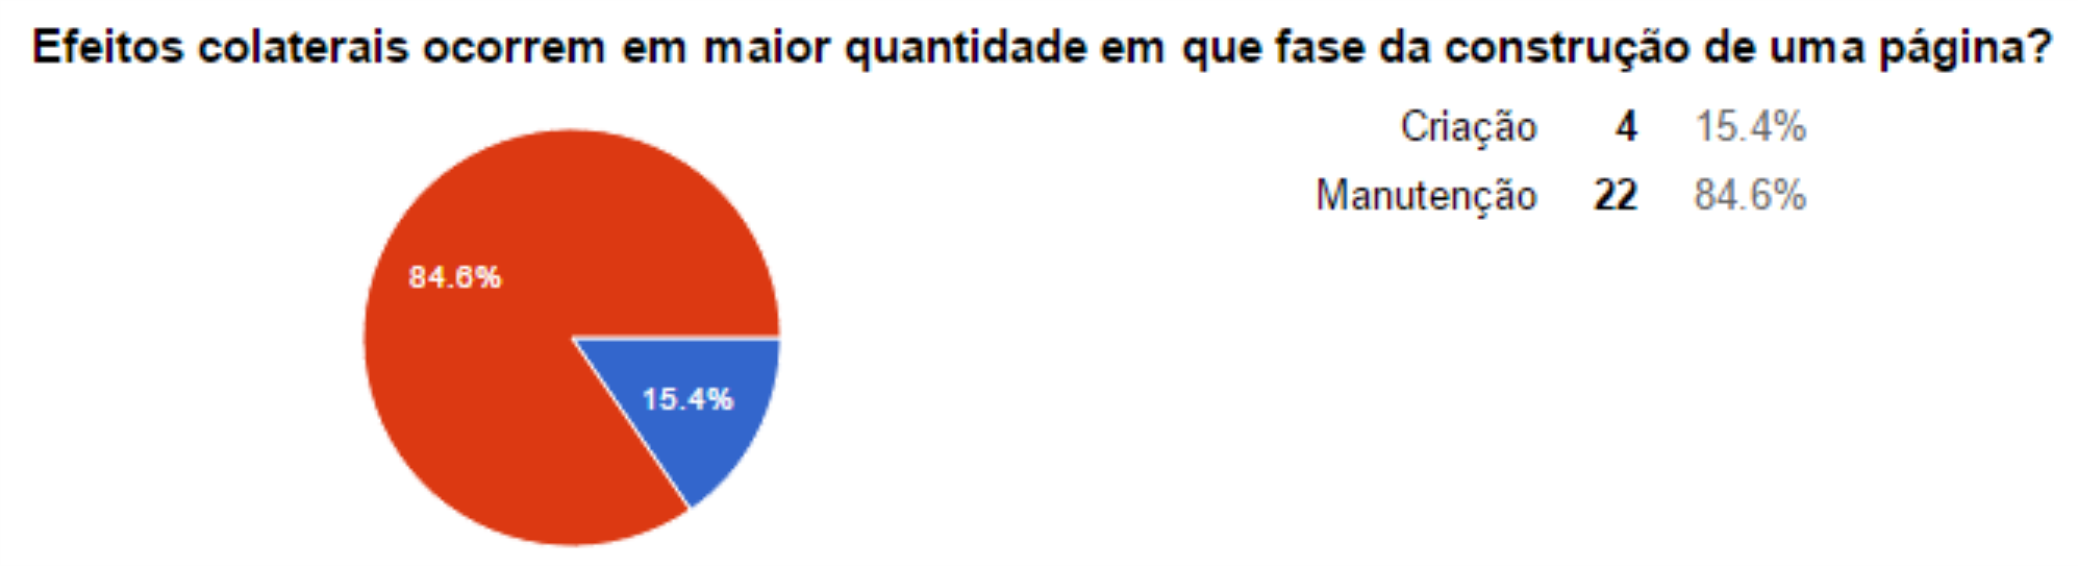 Efeitos colaterais ocorrem em maior quantidade em que fase da construção de uma página?
Criação 4 15.4%
Manutenção 22 84.6%
84.6%
15.4%